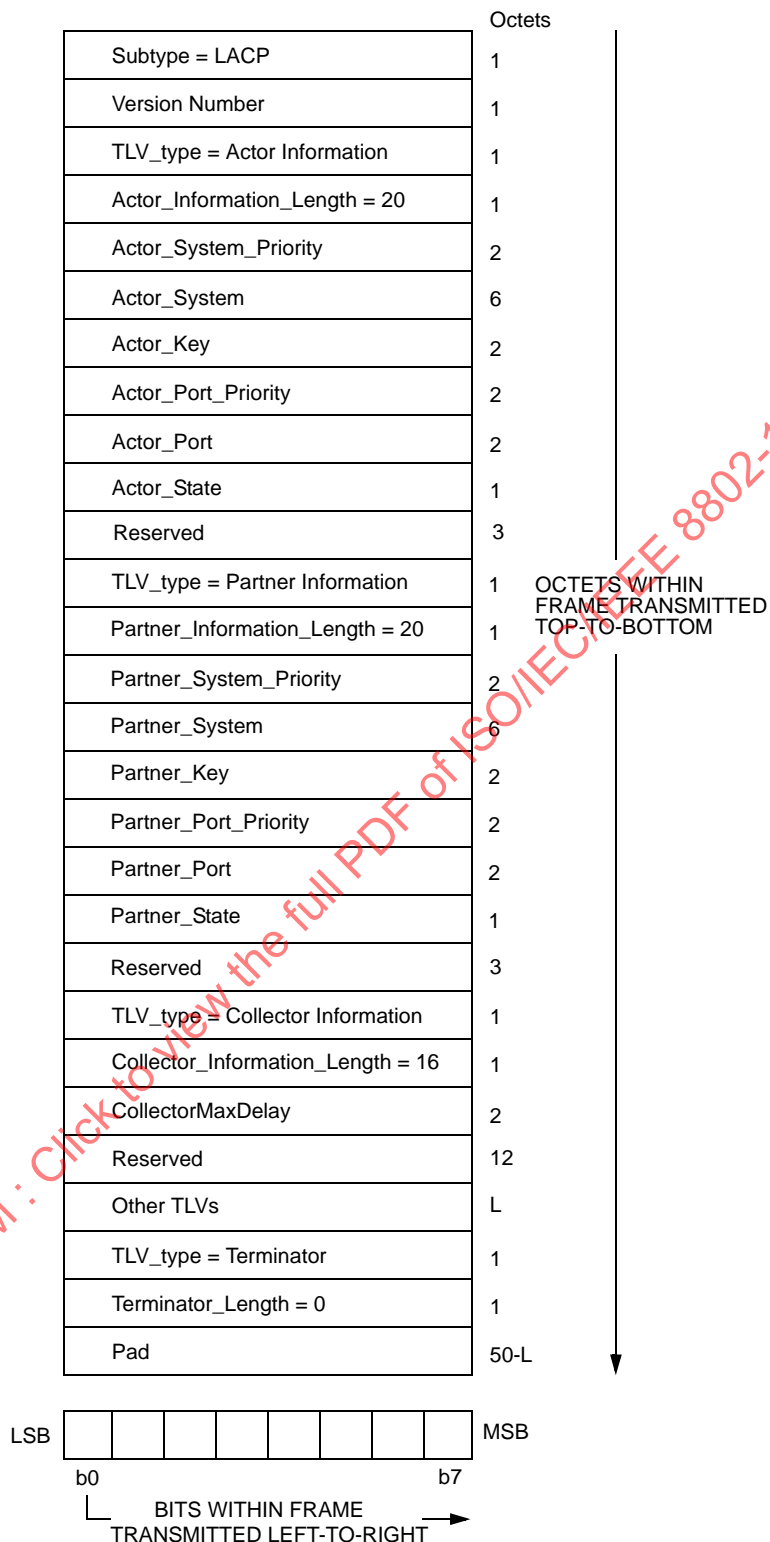 Octets
Subtype = LACP 1
Version Number 1
TLV_type = Actor Information 1
Actor_Information_Length = 20 1
Actor_System_Priority 2
Actor_System 6
Actor_Key 2
Actor_Port_Priority 2
Actor_Port 2
Actor_State 1
Reserved 3
TLV_type = Partner Information 1
Partner_Information_Length = 20 1
Partner_System_Priority 2
Partner_System 6
Partner_Key 2
Partner_Port_Priority 2
Partner_Port 2
Partner_State 1
Reserved 3
TLV_type = Collector Information 1
Collector_Information_Length = 16 1
CollectorMaxDelay 2
Reserved 12
Other TLVs L
TLV_type = Terminator 1
Terminator_Length = 0 1
Pad 50-L
OCTETS WITHIN
FRAME TRANSMITTED
TOP-TO-BOTTOM
LSB MSB
b0 b7
BITS WITHIN FRAME
TRANSMITTED LEFT-TO-RIGHT
: Click to view the full PDF of ISO/IEC/IEEE 8802-